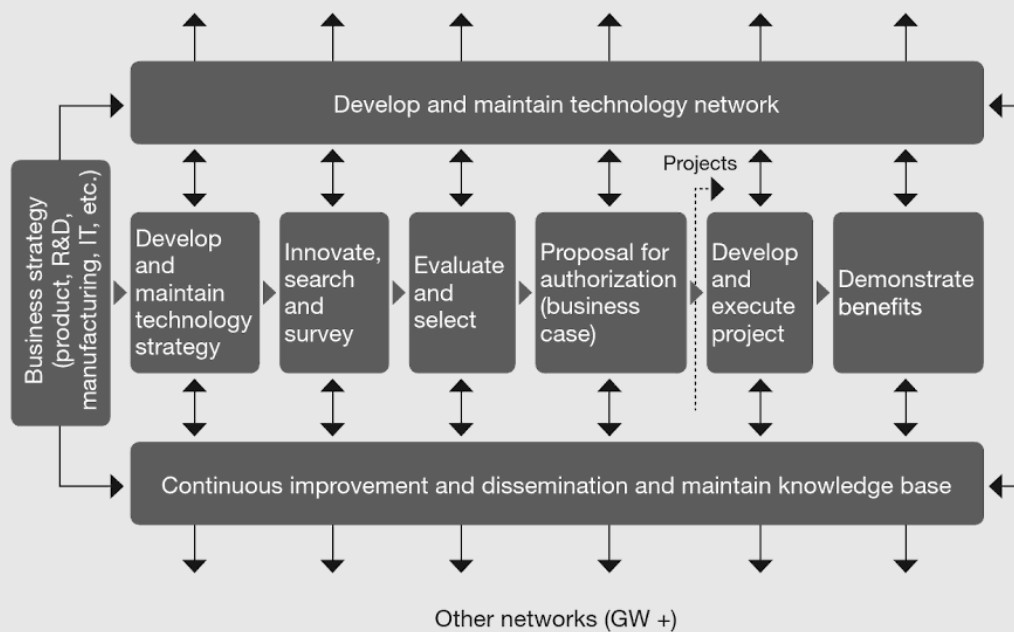 Develop and maintain technology network
Projects
Business strategy
(product, R&D,
manufacturing, IT, etc.)
Develop
and
maintain
technology
strategy
Innovate,
search
and
survey
Evaluate
and
select
Proposal for
authorization
(business
case)
Develop
and
execute
project
Demonstrate
benefits
Continuous improvement and dissemination and maintain knowledge base
Other networks (GW +)